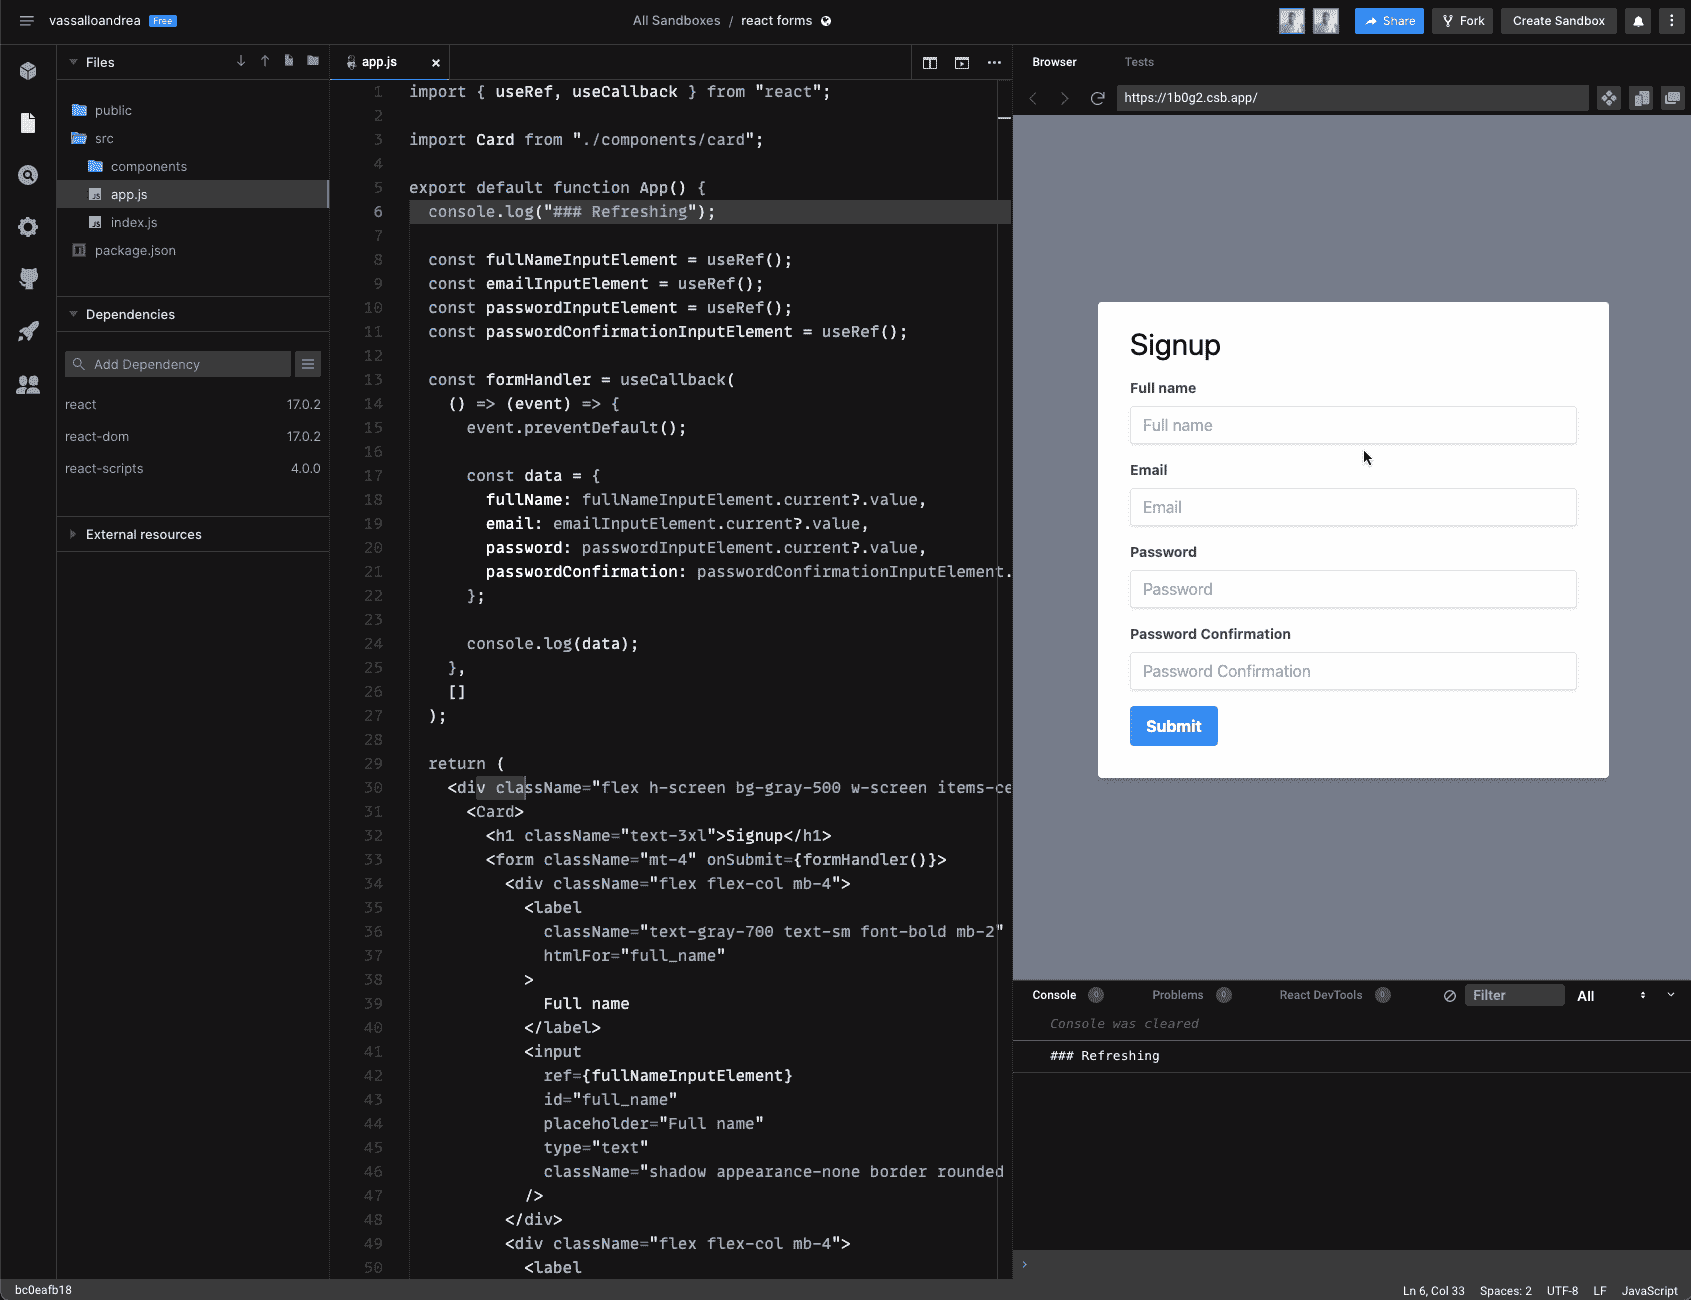 vassalloandrea Free
All Sandboxes / react forms
Share
Fork
Create Sandbox
Files
public
src
components
app.js
index.js
package.json
Dependencies
Add Dependency
react 17.0.2
react-dom 17.0.2
react-scripts 4.0.0
External resources
app.js ×
1 import { useRef, useCallback } from "react";
2
3 import Card from "./components/card";
4
5 export default function App() {
6 console.log("### Refreshing");
7
8 const fullNameInputElement = useRef();
9 const emailInputElement = useRef();
10 const passwordInputElement = useRef();
11 const passwordConfirmationInputElement = useRef();
12
13 const formHandler = useCallback(
14 () => (event) => {
15 event.preventDefault();
16
17 const data = {
18 fullName: fullNameInputElement.current?.value,
19 email: emailInputElement.current?.value,
20 password: passwordInputElement.current?.value,
21 passwordConfirmation: passwordConfirmationInputElement.
22 };
23
24 console.log(data);
25 },
26 []
27 );
28
29 return (
30 <div className="flex h-screen bg-gray-500 w-screen items-ce
31 <Card>
32 <h1 className="text-3xl">Signup</h1>
33 <form className="mt-4" onSubmit={formHandler()}>
34 <div className="flex flex-col mb-4">
35 <label
36 className="text-gray-700 text-sm font-bold mb-2"
37 htmlFor="full_name"
38 >
39 Full name
40 </label>
41 <input
42 ref={fullNameInputElement}
43 id="full_name"
44 placeholder="Full name"
45 type="text"
46 className="shadow appearance-none border rounded
47 />
48 </div>
49 <div className="flex flex-col mb-4">
50 <label
Browser
Tests
https://1b0g2.csb.app/
Signup
Full name
Full name
Email
Email
Password
Password
Password Confirmation
Password Confirmation
Submit
Console 0
Problems 0
React DevTools 0
Filter
All
Console was cleared
### Refreshing
bc0eafb18
Ln 6, Col 33
Spaces: 2
UTF-8
LF
JavaScript